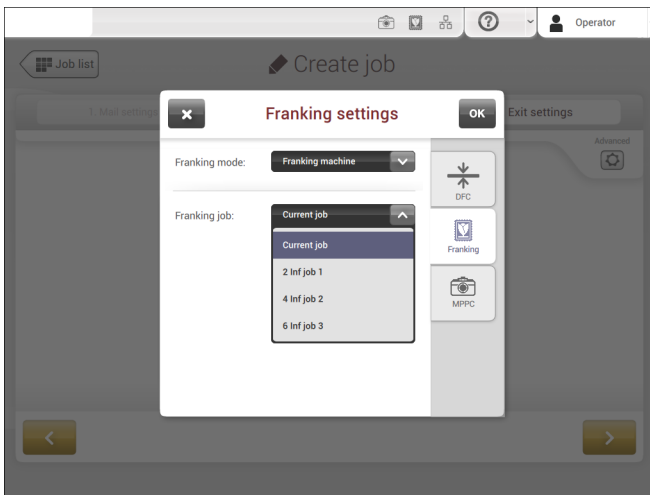 Operator
Job list
Create job
1. Mail settings
Exit settings
Advanced
Franking settings
OK
Franking mode:
Franking machine
DFC
Franking job:
Current job
Current job
2 Inf job 1
4 Inf job 2
6 Inf job 3
Franking
MPPC